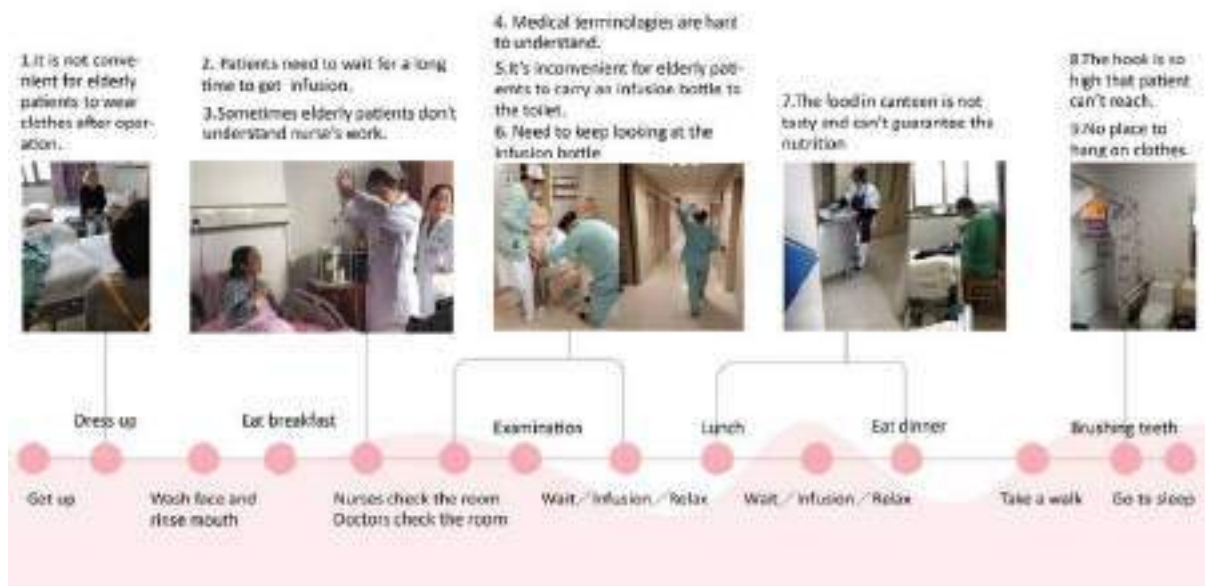 1.It is not conve-
nient for elderly
patients to wear
clothes after oper-
ation.
2. Patients need to wait for a long
time to get infusion.
3.Sometimes elderly patients don't
understand nurse's work.
4. Medical terminologies are hard
to understand.
5.It's inconvenient for elderly pati-
ents to carry an infusion bottle to
the toilet.
6. Need to keep looking at the
infusion bottle
7.The food in canteen is not
tasty and can't guarantee the
nutrition
8.The hook is so
high that patient
can't reach.
9.No place to
hang on clothes.
Dress up
Eat breakfast
Examination
Lunch
Eat dinner
Brushing teeth
Get up
Wash face and
rinse mouth
Nurses check the room
Doctors check the room
Wait／Infusion／Relax
Wait／Infusion／Relax
Take a walk
Go to sleep